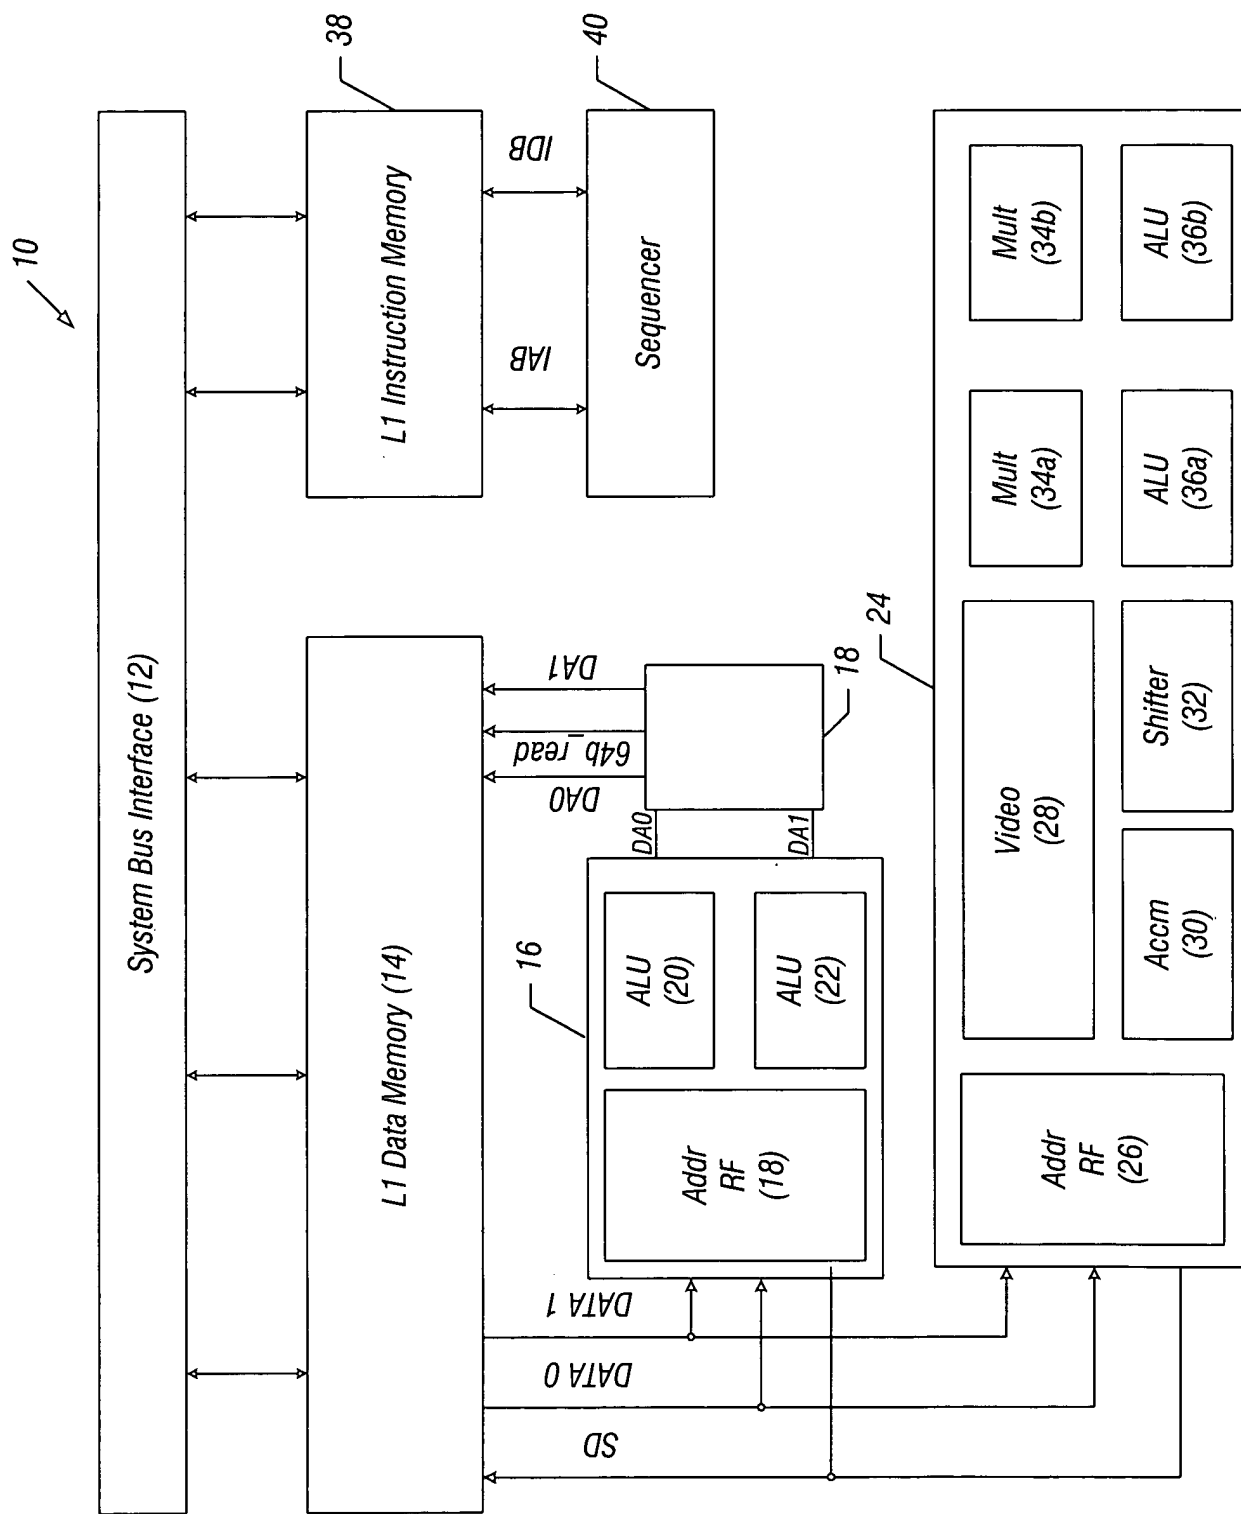 10
System Bus Interface (12)
38
L1 Data Memory (14)
L1 Instruction Memory
SD
DATA 0
DATA 1
DA0
64b_read
DA1
IAB
IDB
40
16
Addr
RF
(18)
ALU
(20)
ALU
(22)
DA0
DA1
18
Sequencer
24
Addr
RF
(26)
Video
(28)
Accm
(30)
Shifter
(32)
Mult
(34a)
Mult
(34b)
ALU
(36a)
ALU
(36b)